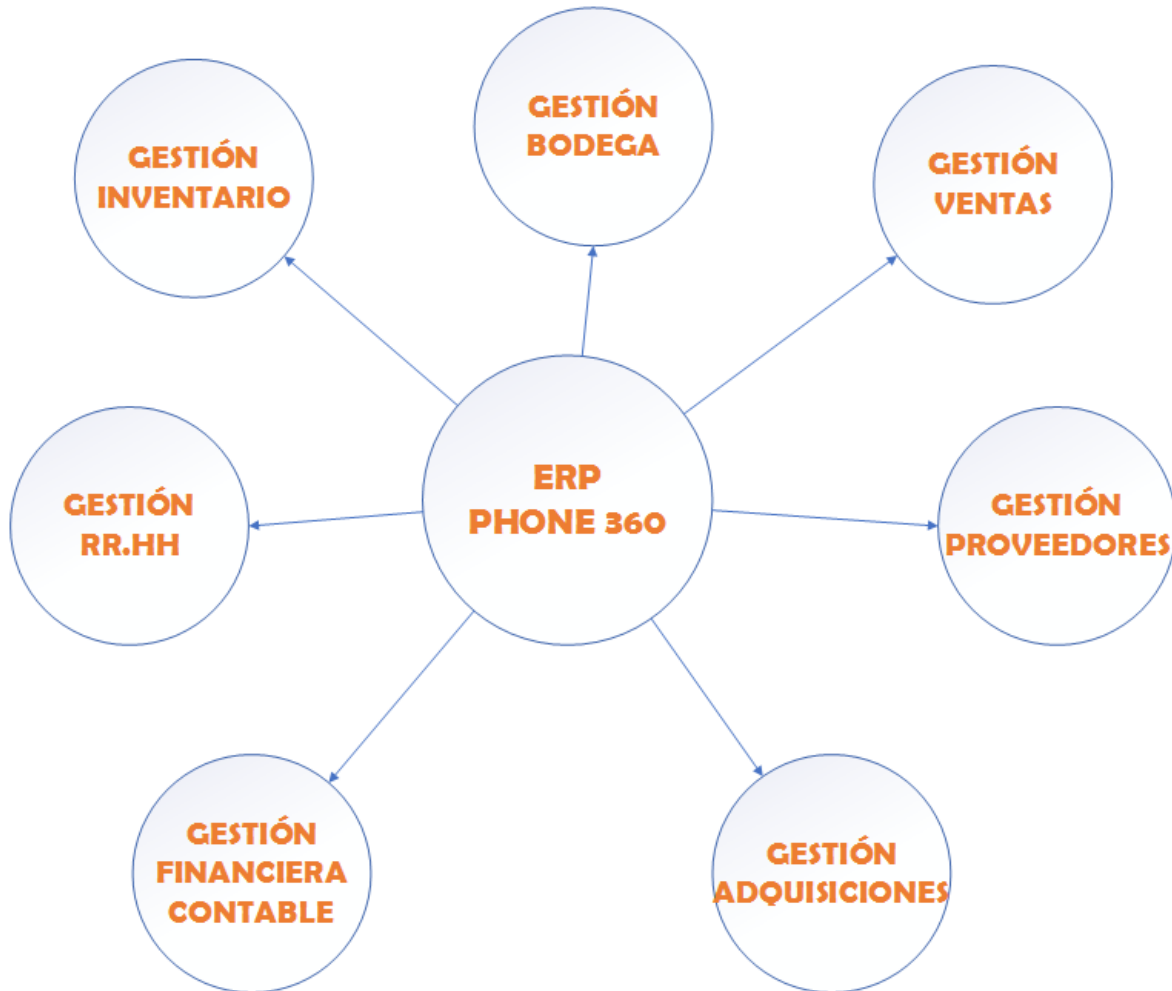 GESTIÓN
BODEGA
GESTIÓN
INVENTARIO
GESTIÓN
VENTAS
ERP
PHONE 360
GESTIÓN
RR.HH
GESTIÓN
PROVEEDORES
GESTIÓN
FINANCIERA
CONTABLE
GESTIÓN
ADQUISICIONES